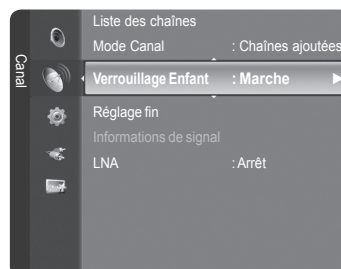 Canal
Liste des chaînes
Mode Canal : Chaînes ajoutées
Verrouillage Enfant : Marche
Réglage fin
Informations de signal
LNA : Arrêt